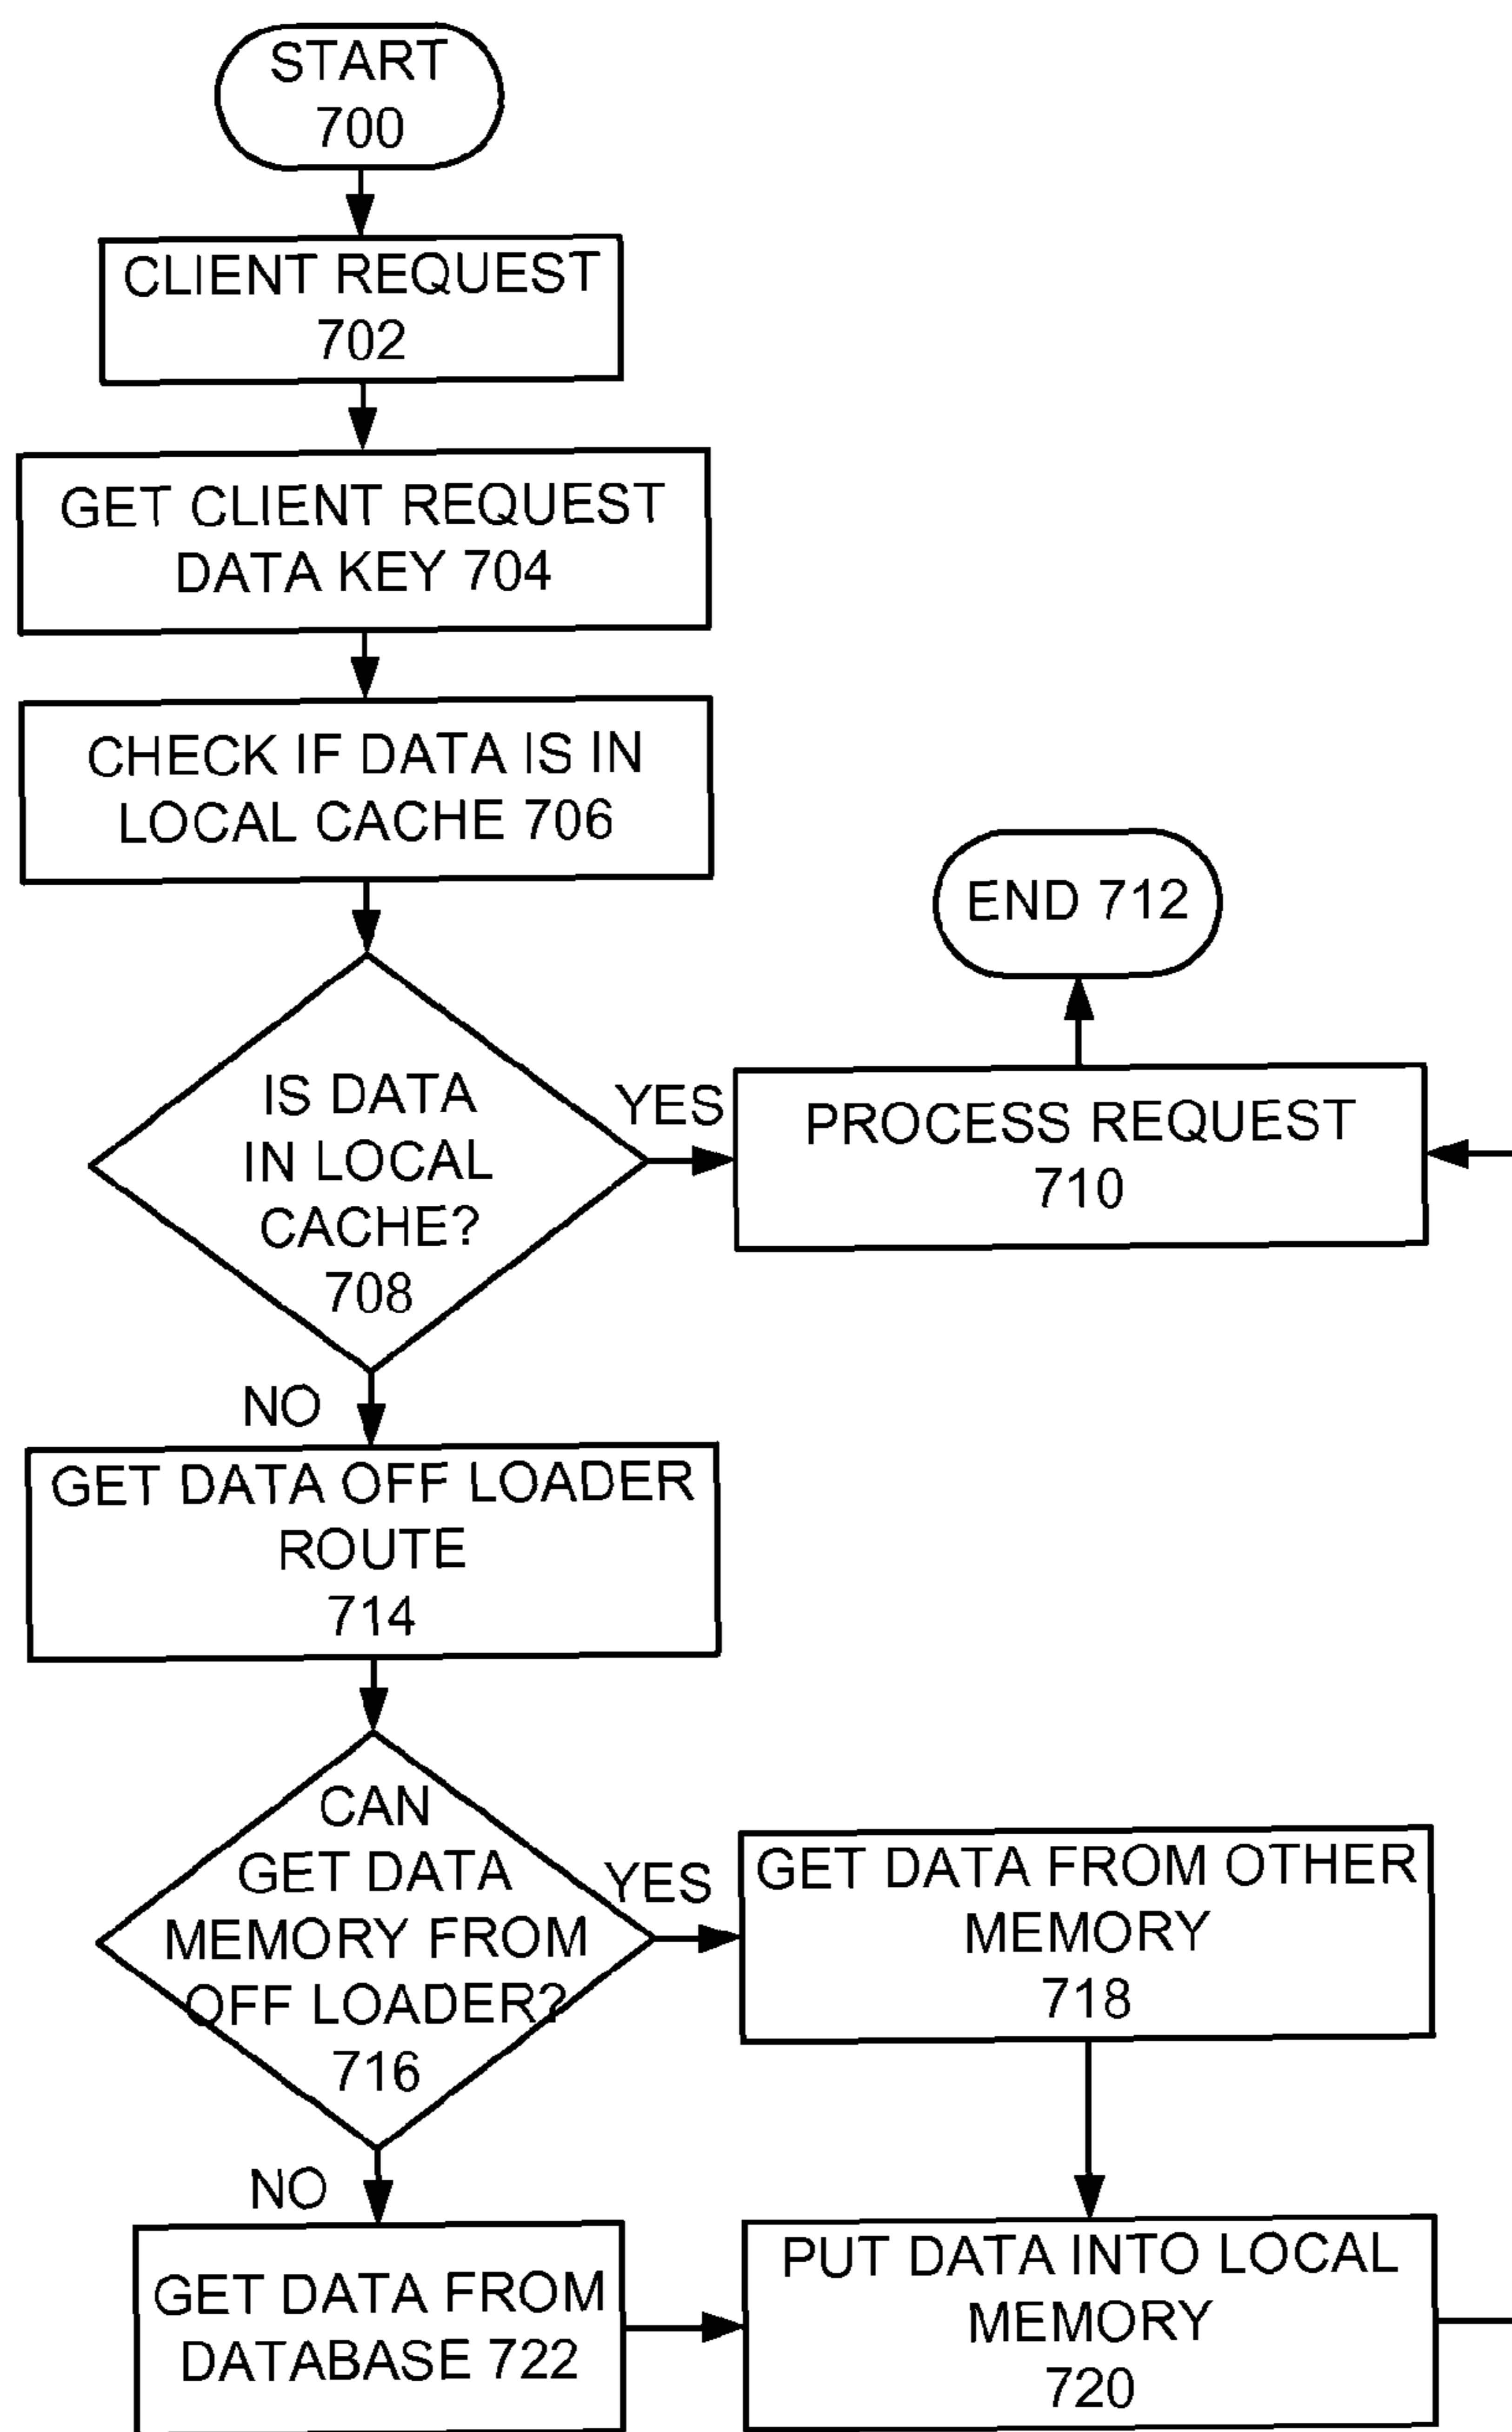 START
700
CLIENT REQUEST
702
GET CLIENT REQUEST
DATA KEY 704
CHECK IF DATA IS IN
LOCAL CACHE 706
END 712
IS DATA
IN LOCAL
CACHE?
708
YES
PROCESS REQUEST
710
NO
GET DATA OFF LOADER
ROUTE
714
CAN
GET DATA
MEMORY FROM
OFF LOADER?
716
YES
GET DATA FROM OTHER
MEMORY
718
NO
GET DATA FROM
DATABASE 722
PUT DATA INTO LOCAL
MEMORY
720